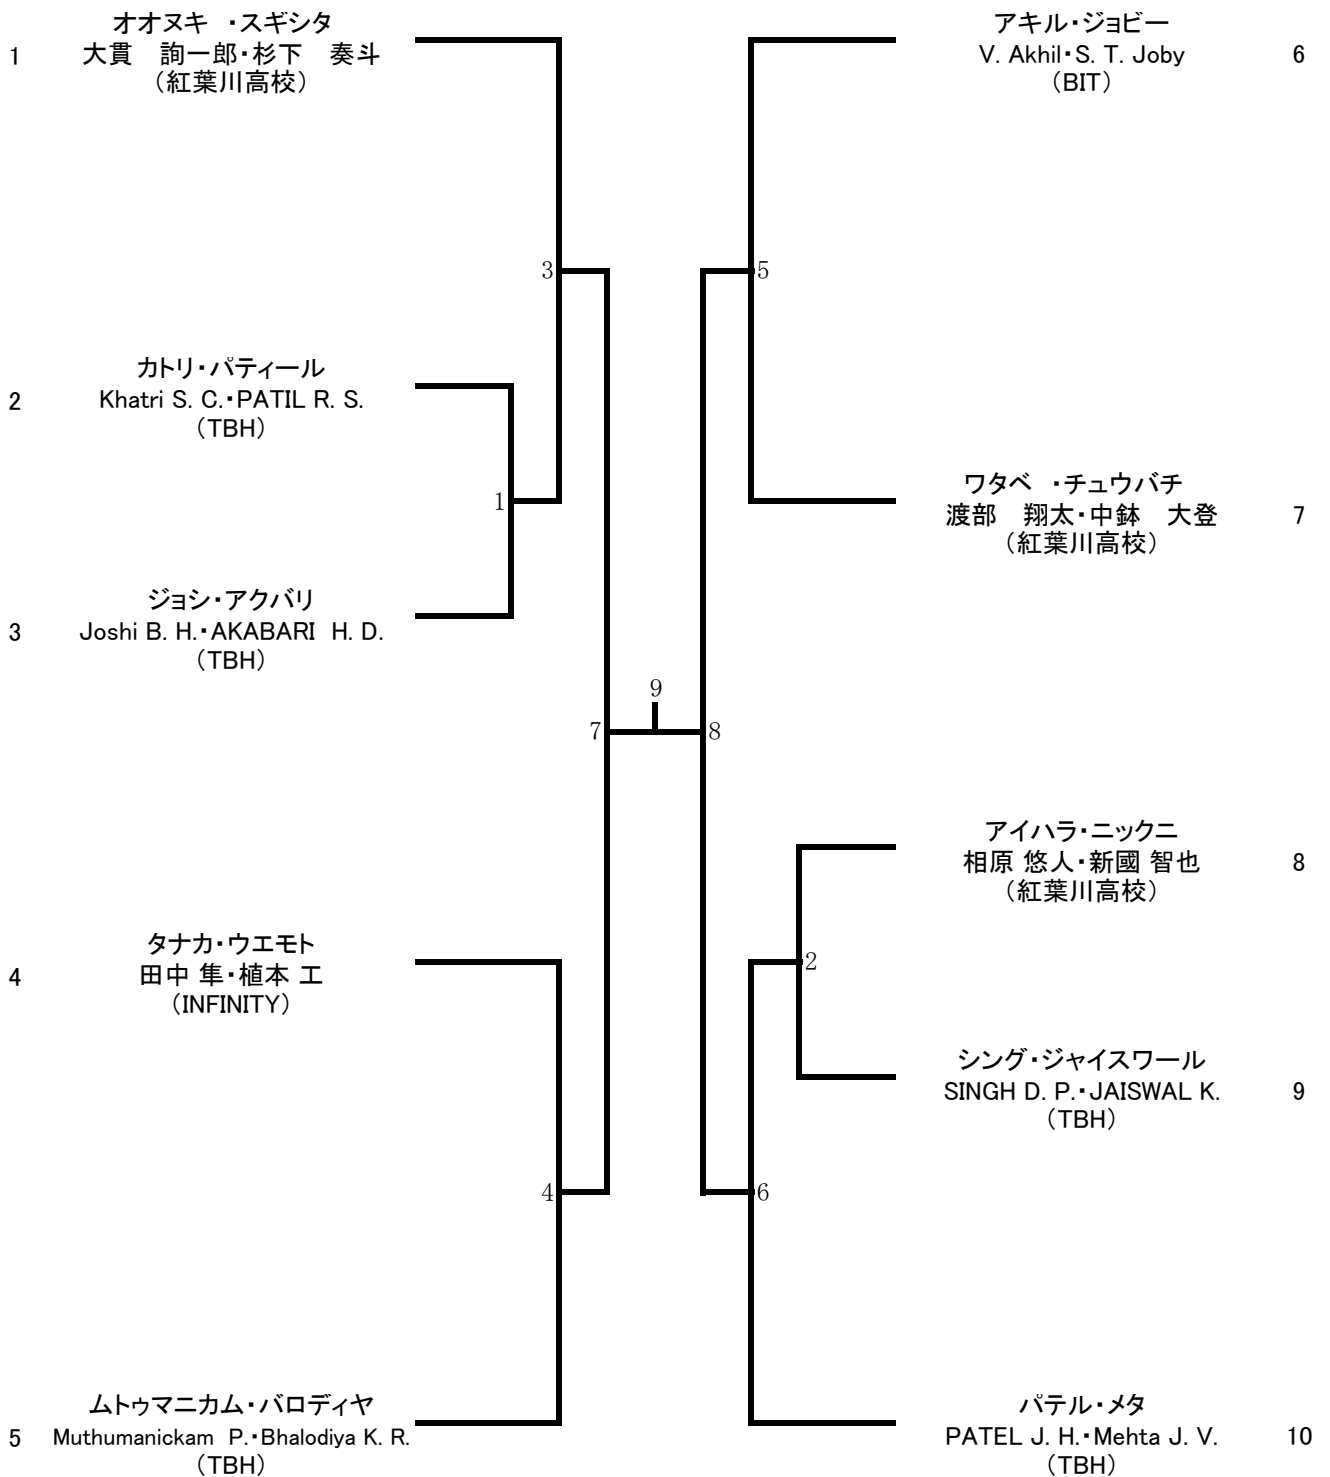 オオヌキ　・スギシタ
1 大貫　詢一郎・杉下　奏斗
（紅葉川高校）
カトリ・パティール
2 Khatri S. C.・PATIL R. S.
（TBH）
ジョシ・アクバリ
3 Joshi B. H.・AKABARI　H. D.
（TBH）
タナカ・ウエモト
4 田中 隼・植本 工
（INFINITY）
ムトゥマニカム・バロディヤ
5 Muthumanickam　P.・Bhalodiya K. R.
（TBH）
3
1
7
4
9
5
8
2
6
アキル・ジョビー
V. Akhil・S. T. Joby 6
（BIT）
ワタベ　・チュウバチ
渡部　翔太・中鉢　大登 7
（紅葉川高校）
アイハラ・ニックニ
相原 悠人・新國 智也 8
（紅葉川高校）
シング・ジャイスワール
SINGH D. P.・JAISWAL K. 9
（TBH）
パテル・メタ
PATEL J. H.・Mehta J. V. 10
（TBH）